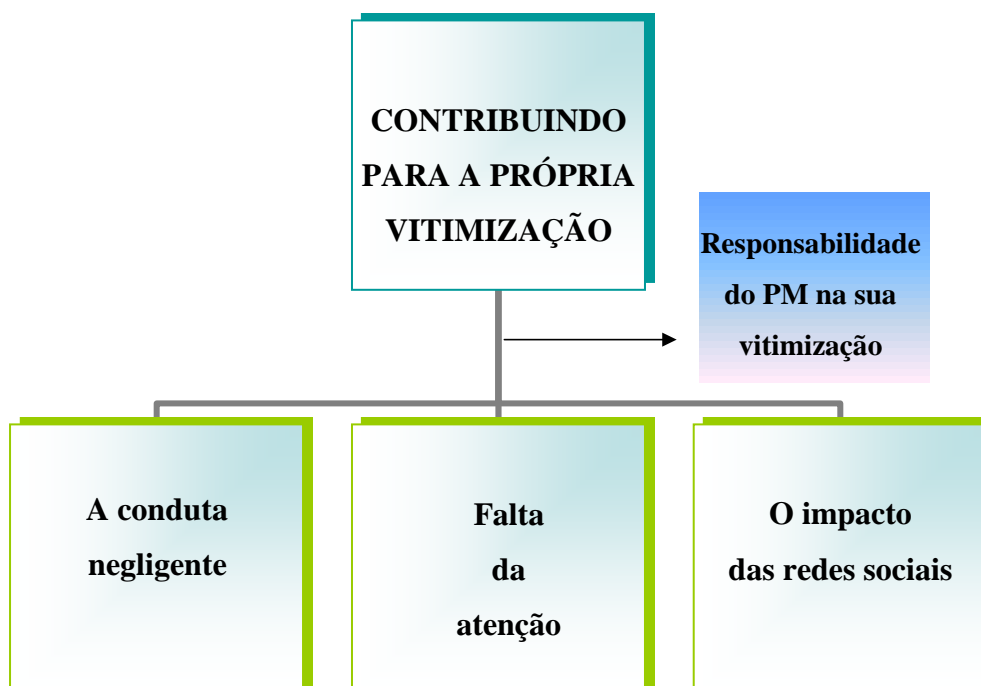 CONTRIBUINDO
PARA A PRÓPRIA
VITIMIZAÇÃO
Responsabilidade
do PM na sua
vitimização
A conduta
negligente
Falta
da
atenção
O impacto
das redes sociais